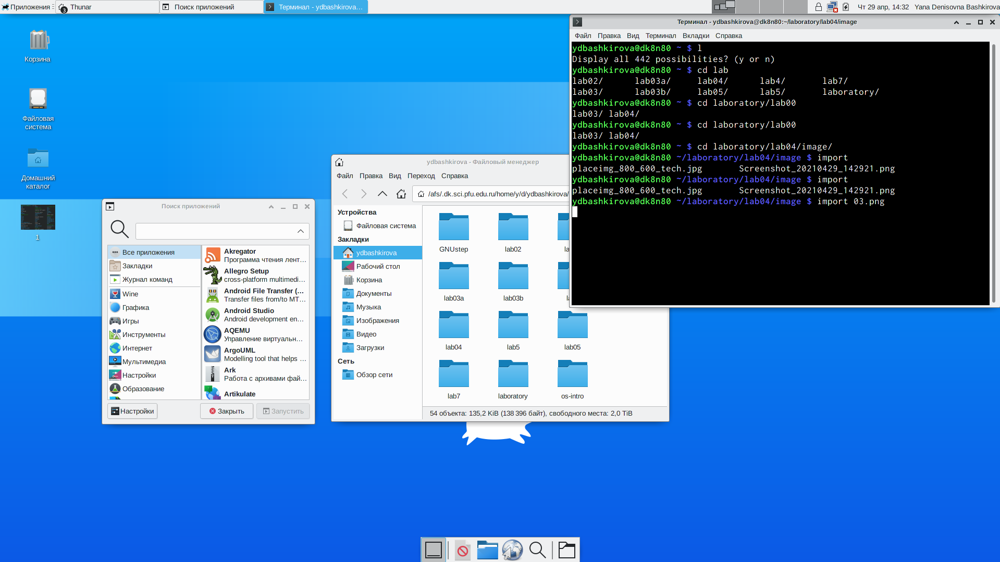 Приложения
3
Thunar
Поиск приложений
Терминал - ydbashkirova...
Чт 29 апр, 14:32
Yana Denisovna Bashkirova
Корзина
Файловая
система
Домашний
каталог
1
Терминал - ydbashkirova@dk8n80:~/laboratory/lab04/image
Файл Правка Вид Терминал Вкладки Справка
ydbashkirova@dk8n80 ~ $ l
Display all 442 possibilities? (y or n)
ydbashkirova@dk8n80 ~ $ cd lab
lab02/ lab03a/ lab04/ lab4/ lab7/
lab03/ lab03b/ lab05/ lab5/ laboratory/
ydbashkirova@dk8n80 ~ $ cd laboratory/lab00
lab03/ lab04/
ydbashkirova@dk8n80 ~ $ cd laboratory/lab00
lab03/ lab04/
ydbashkirova@dk8n80 ~ $ cd laboratory/lab04/image/
ydbashkirova@dk8n80 ~/laboratory/lab04/image $ import
placeimg_800_600_tech.jpg Screenshot_20210429_142921.png
ydbashkirova@dk8n80 ~/laboratory/lab04/image $ import
placeimg_800_600_tech.jpg Screenshot_20210429_142921.png
ydbashkirova@dk8n80 ~/laboratory/lab04/image $ import 03.png
ydbashkirova - Файловый менеджер
Файл Правка Вид Переход Справка
/afs/.dk.sci.pfu.edu.ru/home/y/d/ydbashkirova/
Устройства
Файловая система
Закладки
ydbashkirova
Рабочий стол
Корзина
Документы
Музыка
Изображения
Видео
Загрузки
Сеть
Обзор сети
GNUstep lab02 la
lab03a lab03b
lab04 lab5 lab05
lab7 laboratory os-intro
54 объекта: 135,2 KiB (138 396 байт), свободного места: 2,0 TiB
Поиск приложений
Все приложения
Закладки
Журнал команд
Wine
Графика
Игры
Инструменты
Интернет
Мультимедиа
Настройки
Образование
Akregator
Программа чтения лент...
Allegro Setup
cross-platform multimedi...
Android File Transfer (...
Transfer files from/to MT...
Android Studio
Android development en...
AQEMU
Управление виртуальн...
ArgoUML
Modelling tool that helps ...
Ark
Работа с архивами фай...
Artikulate
Настройки
Закрыть
Запустить